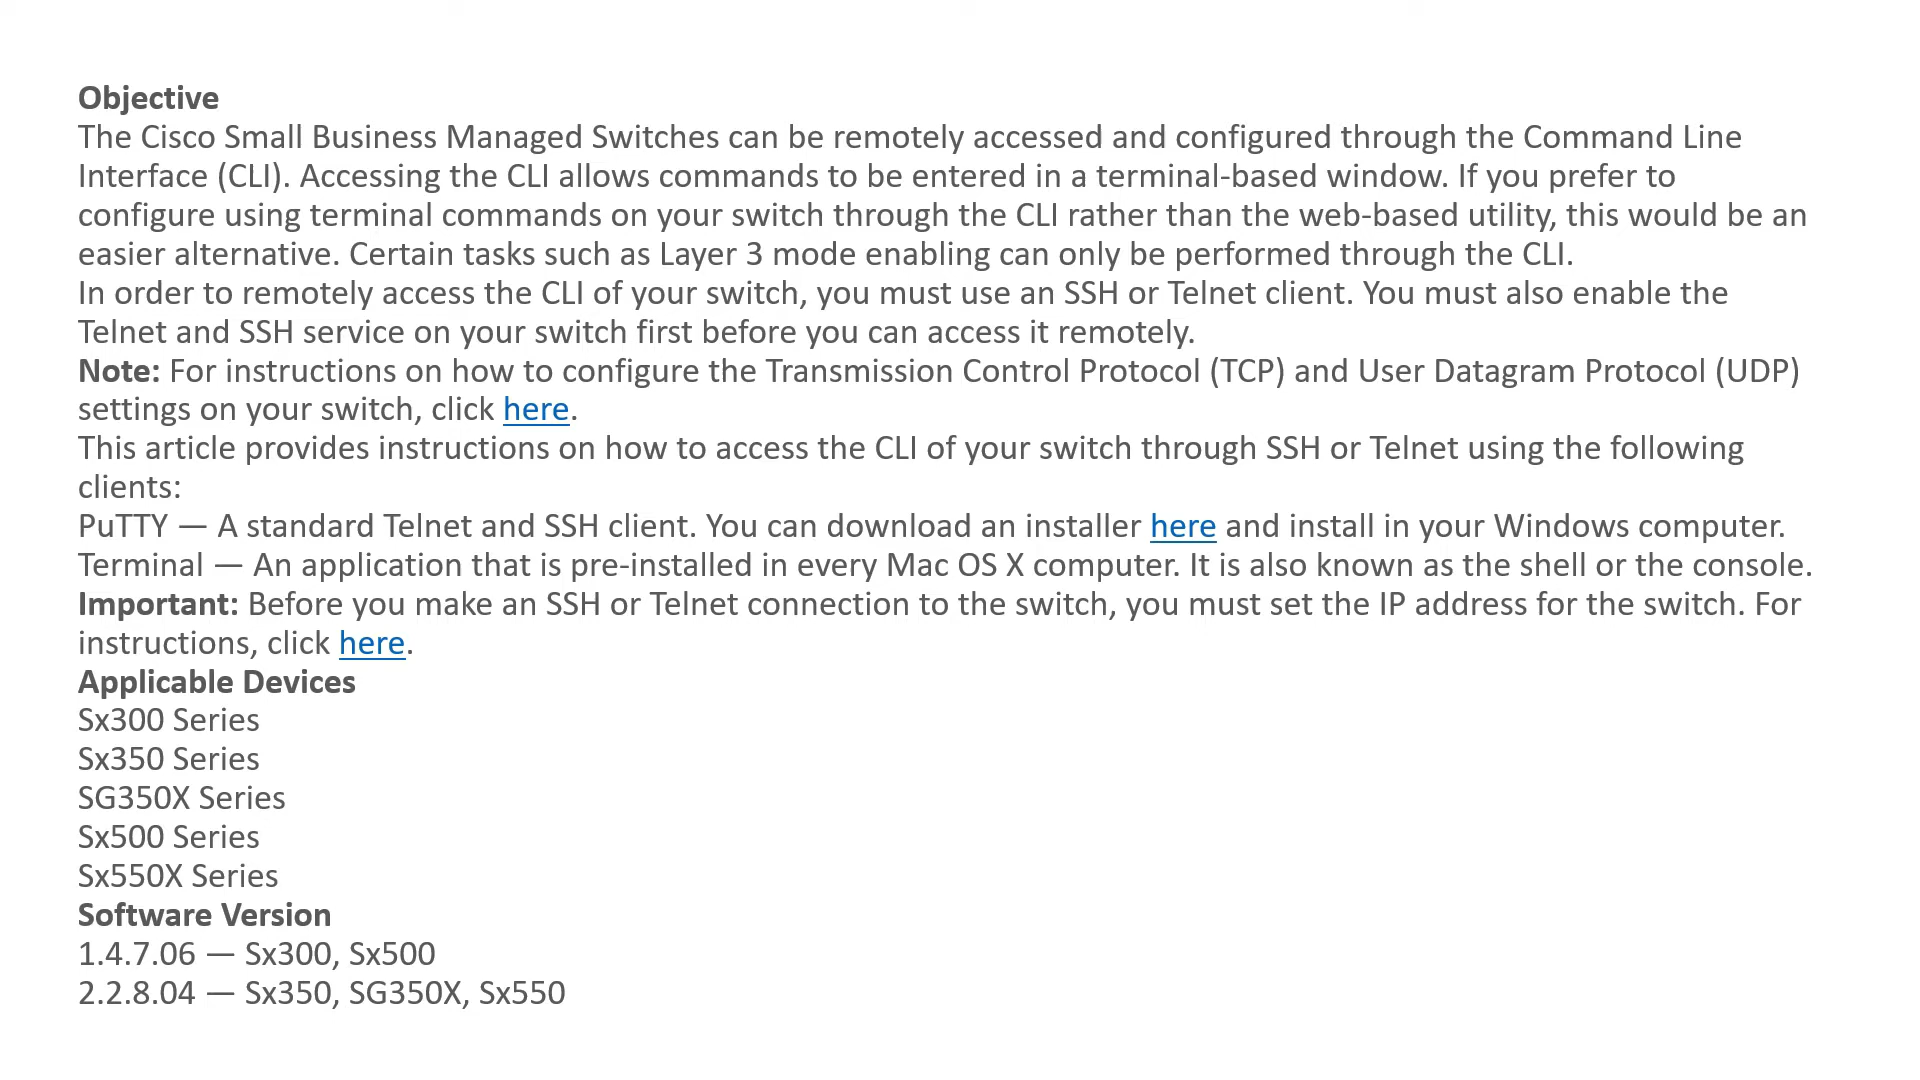 Objective
The Cisco Small Business Managed Switches can be remotely accessed and configured through the Command Line
Interface (CLI). Accessing the CLI allows commands to be entered in a terminal-based window. If you prefer to
configure using terminal commands on your switch through the CLI rather than the web-based utility, this would be an
easier alternative. Certain tasks such as Layer 3 mode enabling can only be performed through the CLI.
In order to remotely access the CLI of your switch, you must use an SSH or Telnet client. You must also enable the
Telnet and SSH service on your switch first before you can access it remotely.
Note: For instructions on how to configure the Transmission Control Protocol (TCP) and User Datagram Protocol (UDP)
settings on your switch, click here.
This article provides instructions on how to access the CLI of your switch through SSH or Telnet using the following
clients:
PuTTY — A standard Telnet and SSH client. You can download an installer here and install in your Windows computer.
Terminal — An application that is pre-installed in every Mac OS X computer. It is also known as the shell or the console.
Important: Before you make an SSH or Telnet connection to the switch, you must set the IP address for the switch. For
instructions, click here.
Applicable Devices
Sx300 Series
Sx350 Series
SG350X Series
Sx500 Series
Sx550X Series
Software Version
1.4.7.06 — Sx300, Sx500
2.2.8.04 — Sx350, SG350X, Sx550